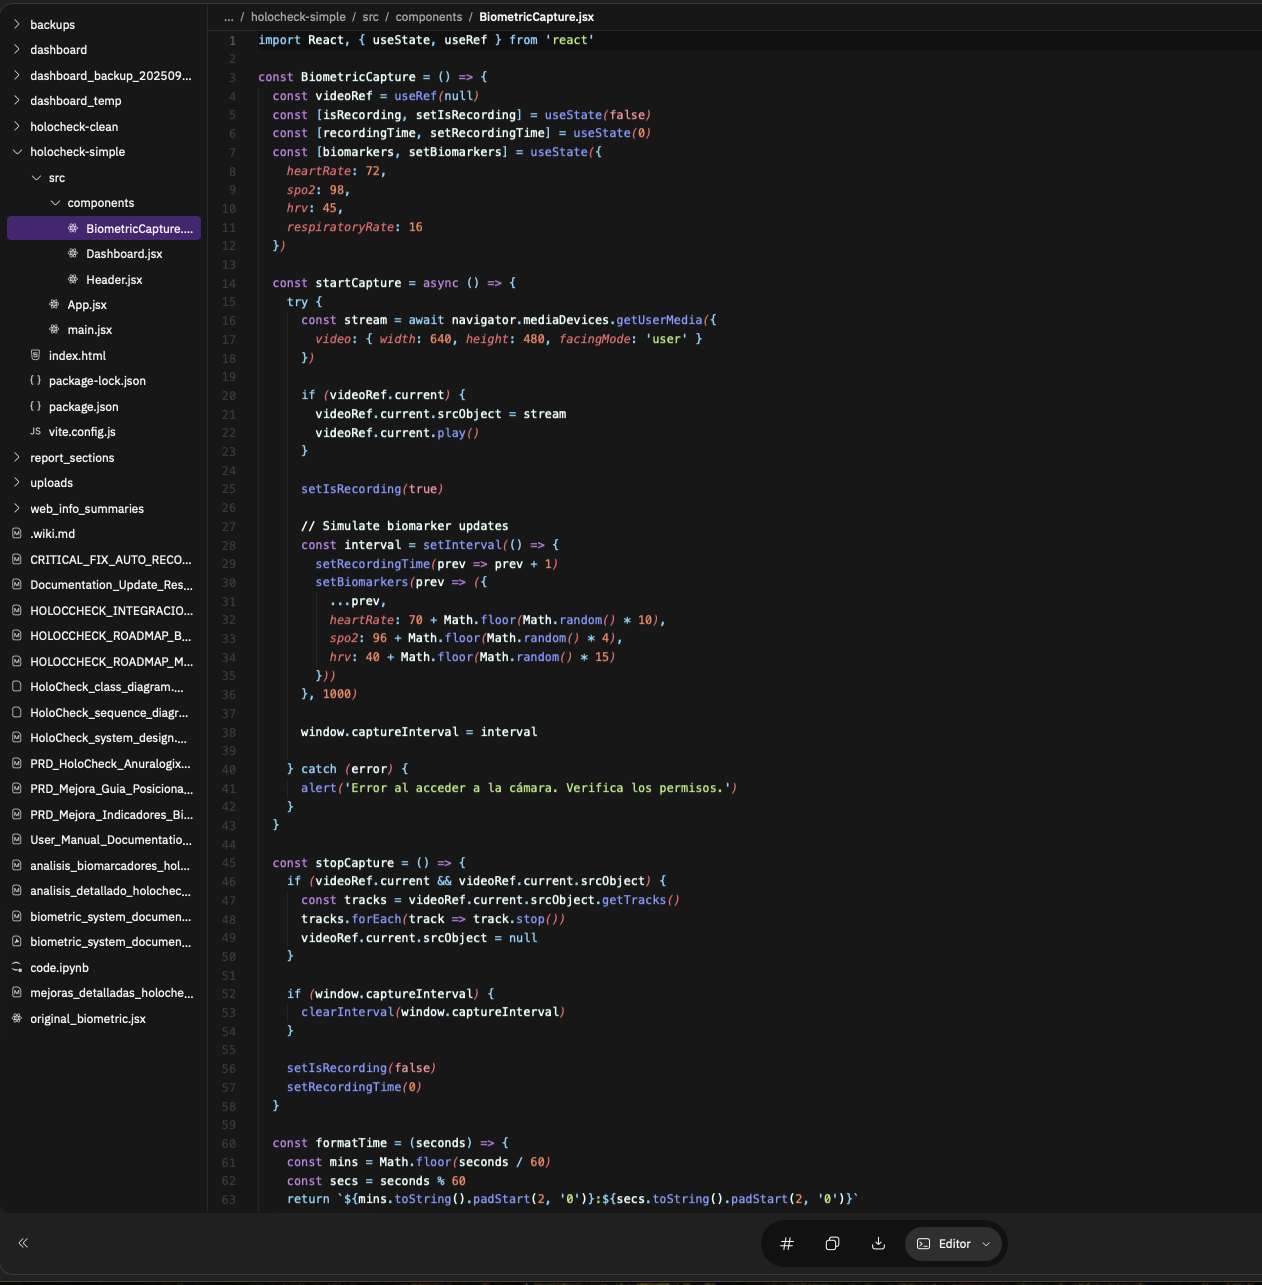 backups
dashboard
dashboard_backup_202509...
dashboard_temp
holocheck-clean
holocheck-simple
src
components
BiometricCapture....
Dashboard.jsx
Header.jsx
App.jsx
main.jsx
index.html
package-lock.json
package.json
JS vite.config.js
report_sections
uploads
web_info_summaries
.wiki.md
CRITICAL_FIX_AUTO_RECO...
Documentation_Update_Res...
HOLOCCHECK_INTEGRACIO...
HOLOCCHECK_ROADMAP_B...
HOLOCCHECK_ROADMAP_M...
HoloCheck_class_diagram....
HoloCheck_sequence_diagr...
HoloCheck_system_design....
PRD_HoloCheck_Anuralogix...
PRD_Mejora_Guia_Posiciona...
PRD_Mejora_Indicadores_Bi...
User_Manual_Documentatio...
analisis_biomarcadores_hol...
analisis_detallado_holochec...
biometric_system_documen...
biometric_system_documen...
code.ipynb
mejoras_detalladas_holoche...
original_biometric.jsx
... / holocheck-simple / src / components / BiometricCapture.jsx
1 import React, { useState, useRef } from 'react'
2
3 const BiometricCapture = () => {
4 const videoRef = useRef(null)
5 const [isRecording, setIsRecording] = useState(false)
6 const [recordingTime, setRecordingTime] = useState(0)
7 const [biomarkers, setBiomarkers] = useState({
8 heartRate: 72,
9 spo2: 98,
10 hrv: 45,
11 respiratoryRate: 16
12 })
13
14 const startCapture = async () => {
15 try {
16 const stream = await navigator.mediaDevices.getUserMedia({
17 video: { width: 640, height: 480, facingMode: 'user' }
18 })
19
20 if (videoRef.current) {
21 videoRef.current.srcObject = stream
22 videoRef.current.play()
23 }
24
25 setIsRecording(true)
26
27 // Simulate biomarker updates
28 const interval = setInterval(() => {
29 setRecordingTime(prev => prev + 1)
30 setBiomarkers(prev => ({
31 ...prev,
32 heartRate: 70 + Math.floor(Math.random() * 10),
33 spo2: 96 + Math.floor(Math.random() * 4),
34 hrv: 40 + Math.floor(Math.random() * 15)
35 }))
36 }, 1000)
37
38 window.captureInterval = interval
39
40 } catch (error) {
41 alert('Error al acceder a la cámara. Verifica los permisos.')
42 }
43 }
44
45 const stopCapture = () => {
46 if (videoRef.current && videoRef.current.srcObject) {
47 const tracks = videoRef.current.srcObject.getTracks()
48 tracks.forEach(track => track.stop())
49 videoRef.current.srcObject = null
50 }
51
52 if (window.captureInterval) {
53 clearInterval(window.captureInterval)
54 }
55
56 setIsRecording(false)
57 setRecordingTime(0)
58 }
59
60 const formatTime = (seconds) => {
61 const mins = Math.floor(seconds / 60)
62 const secs = seconds % 60
63 return `${mins.toString().padStart(2, '0')}:${secs.toString().padStart(2, '0')}`
Editor